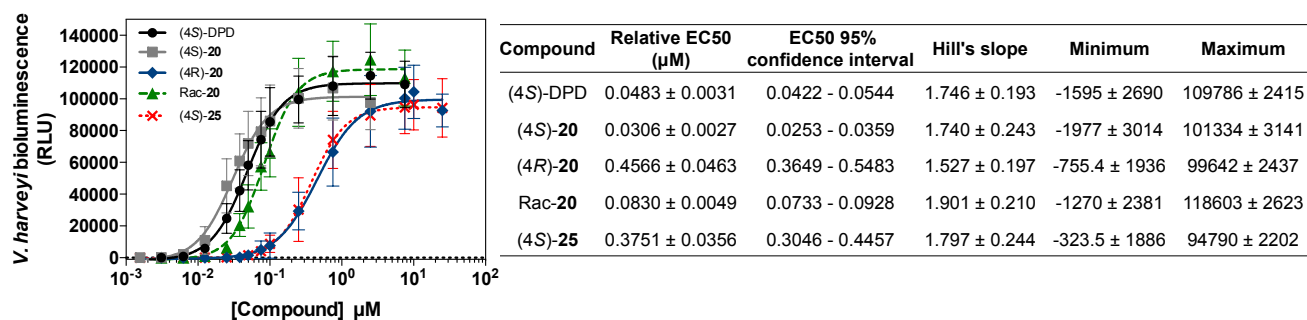 140000
120000
100000
80000
60000
40000
20000
0
V. harveyi bioluminescence
(RLU)
(4S)-DPD
(4S)-20
(4R)-20
Rac-20
(4S)-25
10⁻³ 10⁻² 10⁻¹ 10⁰ 10¹ 10²
[Compound] µM
Compound Relative EC50 (µM) EC50 95% confidence interval Hill's slope Minimum Maximum
(4S)-DPD 0.0483 ± 0.0031 0.0422 - 0.0544 1.746 ± 0.193 -1595 ± 2690 109786 ± 2415
(4S)-20 0.0306 ± 0.0027 0.0253 - 0.0359 1.740 ± 0.243 -1977 ± 3014 101334 ± 3141
(4R)-20 0.4566 ± 0.0463 0.3649 - 0.5483 1.527 ± 0.197 -755.4 ± 1936 99642 ± 2437
Rac-20 0.0830 ± 0.0049 0.0733 - 0.0928 1.901 ± 0.210 -1270 ± 2381 118603 ± 2623
(4S)-25 0.3751 ± 0.0356 0.3046 - 0.4457 1.797 ± 0.244 -323.5 ± 1886 94790 ± 2202